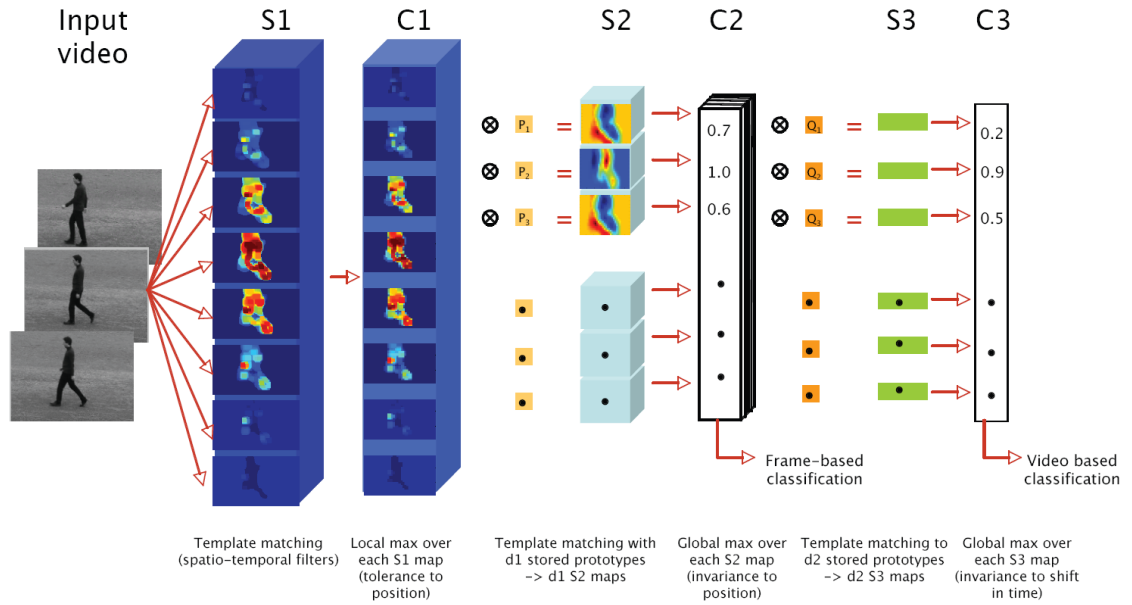 Input
video
S1
C1
S2
C2
S3
C3
⊗ P1 =
0.7
⊗ Q1 =
0.2
⊗ P2 =
1.0
⊗ Q2 =
0.9
⊗ P3 =
0.6
⊗ Q3 =
0.5
Frame-based
classification
Video based
classification
Template matching
(spatio-temporal filters)
Local max over
each S1 map
(tolerance to
position)
Template matching with
d1 stored prototypes
-> d1 S2 maps
Global max over
each S2 map
(invariance to
position)
Template matching to
d2 stored prototypes
-> d2 S3 maps
Global max over
each S3 map
(invariance to shift
in time)